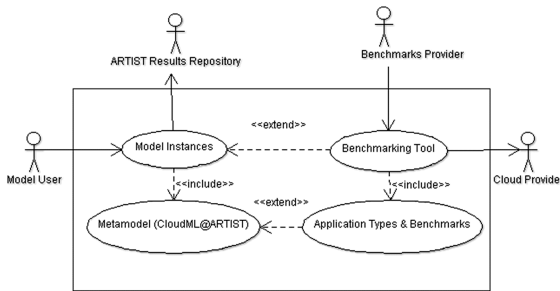 ARTIST Results Repository
Benchmarks Provider
<<extend>>
Model Instances
Benchmarking Tool
Model User
Cloud Provide
<<include>>
<<include>>
<<extend>>
Metamodel (CloudML@ARTIST)
Application Types & Benchmarks